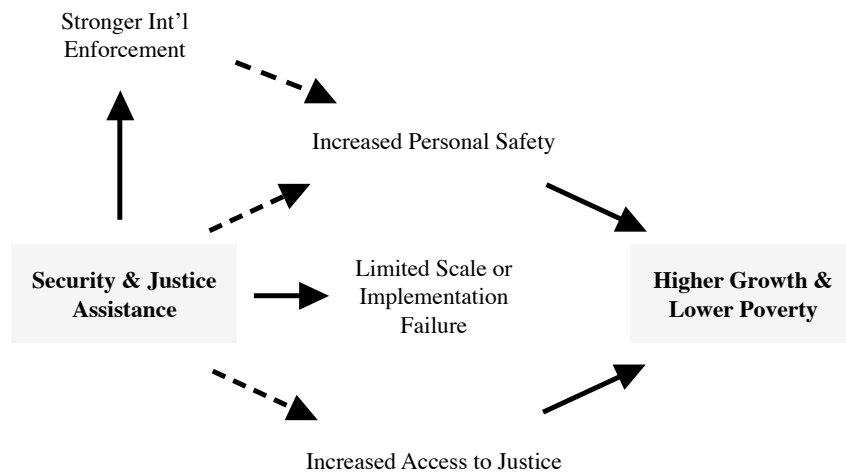 Stronger Int’l
Enforcement
Increased Personal Safety
Security & Justice
Assistance
Limited Scale or
Implementation
Failure
Higher Growth &
Lower Poverty
Increased Access to Justice